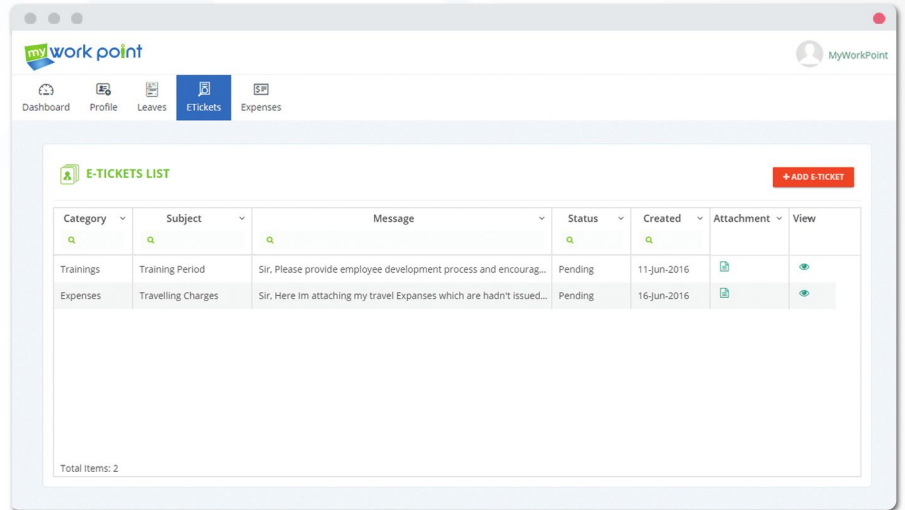 my work point
MyWorkPoint
Dashboard Profile Leaves ETickets Expenses
E-TICKETS LIST
+ ADD E-TICKET
Category Subject Message Status Created Attachment View
Trainings Training Period Sir, Please provide employee development process and encourag... Pending 11-Jun-2016
Expenses Travelling Charges Sir, Here Im attaching my travel Expanses which are hadn't issued... Pending 16-Jun-2016
Total Items: 2